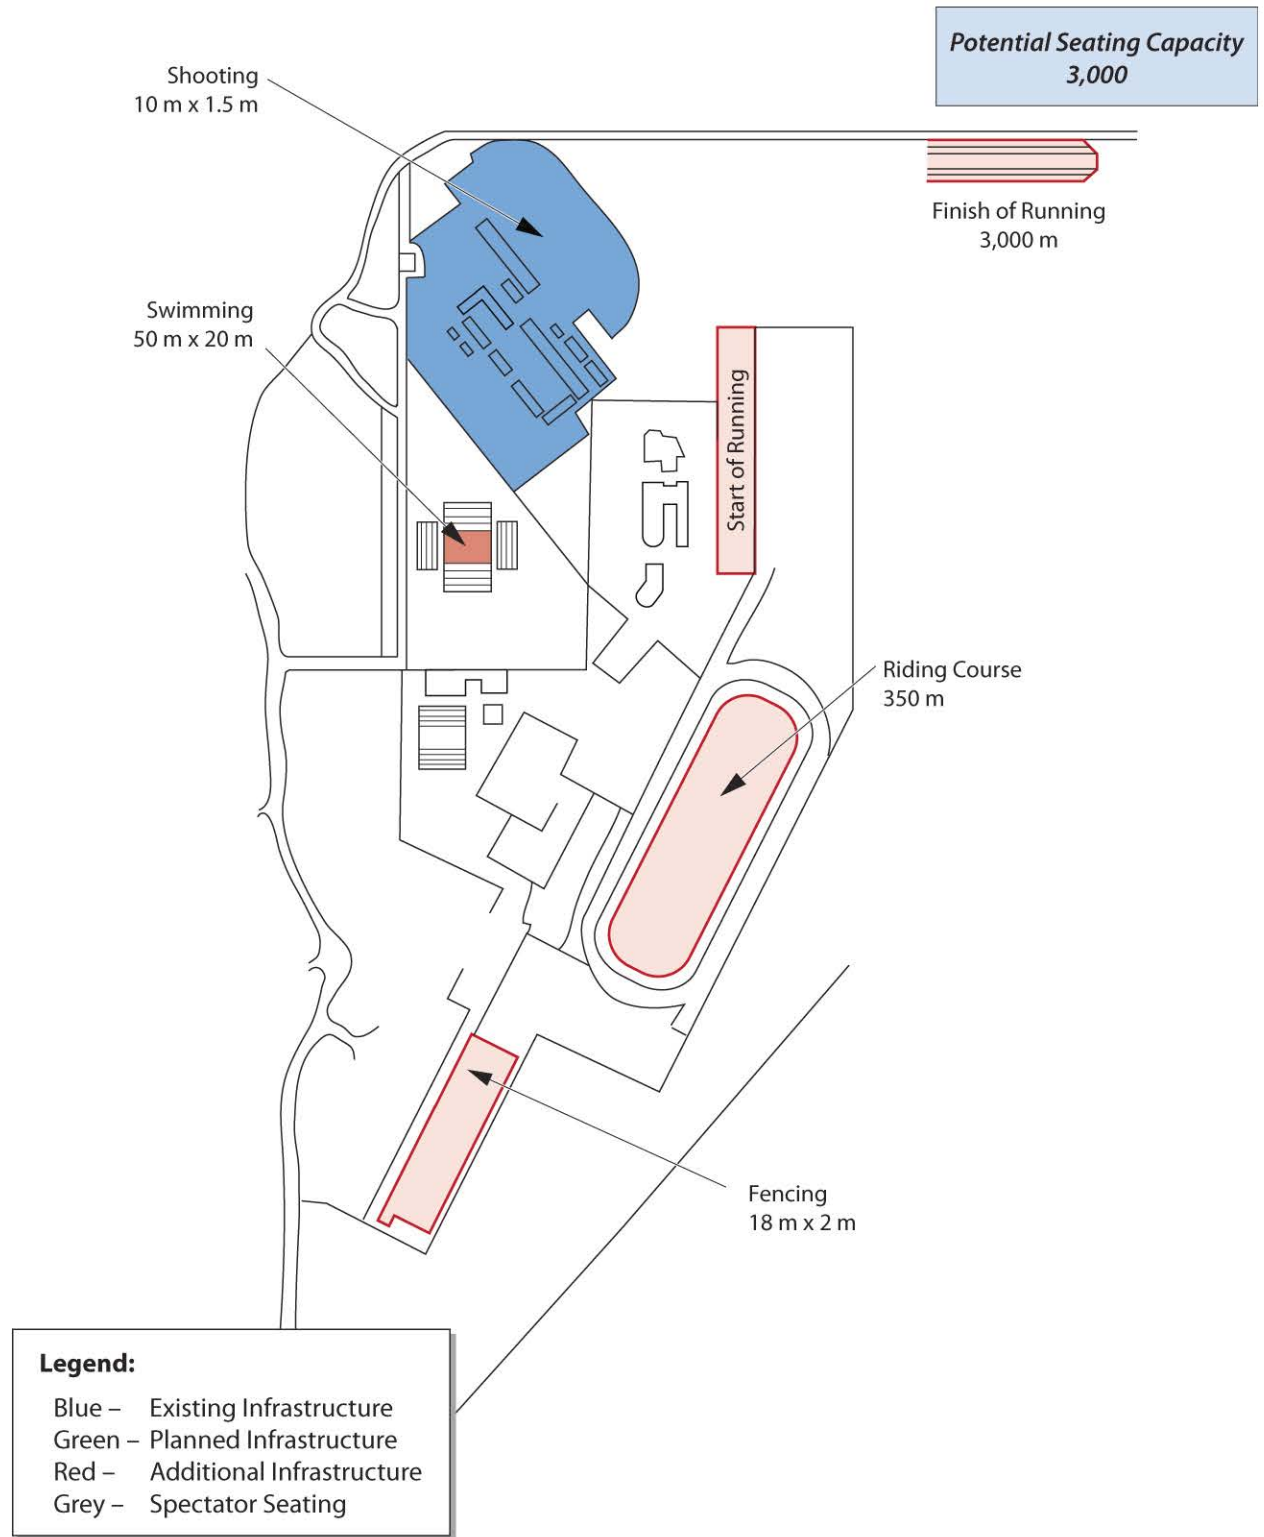 Potential Seating Capacity
3,000
Shooting
10 m x 1.5 m
Finish of Running
3,000 m
Swimming
50 m x 20 m
Start of Running
Riding Course
350 m
Fencing
18 m x 2 m
Legend:
Blue – Existing Infrastructure
Green – Planned Infrastructure
Red – Additional Infrastructure
Grey – Spectator Seating